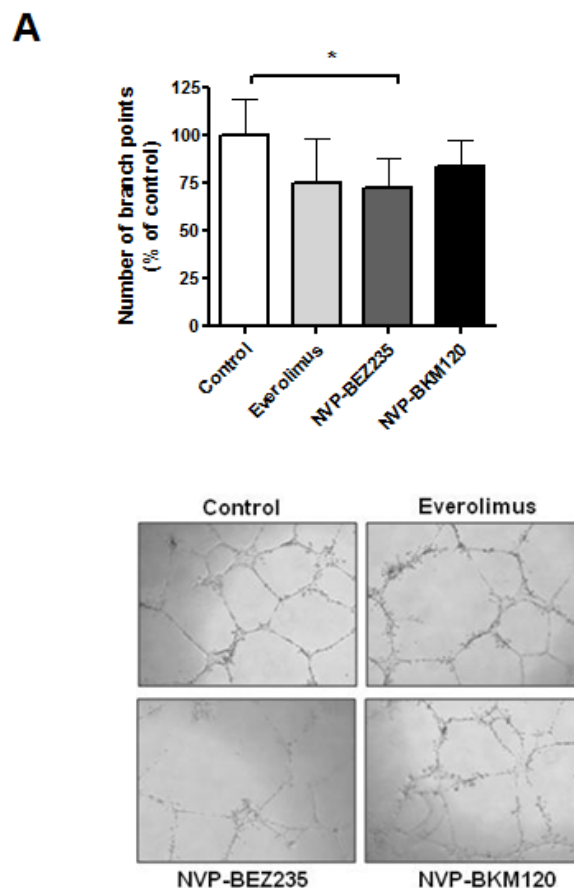 A
*
Number of branch points
(% of control)
125
100
75
50
25
0
Control
Everolimus
NVP-BEZ235
NVP-BKM120
Control Everolimus
NVP-BEZ235 NVP-BKM120